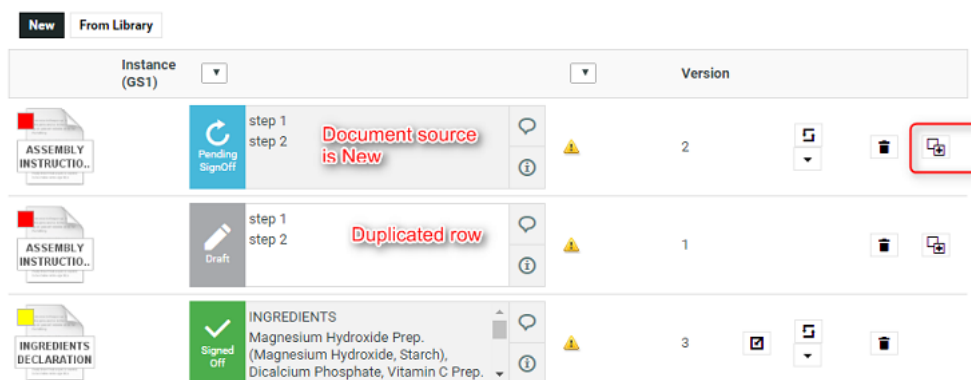 New From Library
Instance
(GS1)
Version
ASSEMBLY
INSTRUCTIO..
Pending
SignOff
step 1
step 2
Document source
is New
2
ASSEMBLY
INSTRUCTIO..
Draft
step 1
step 2
Duplicated row
1
INGREDIENTS
DECLARATION
Signed
Off
INGREDIENTS
Magnesium Hydroxide Prep.
(Magnesium Hydroxide, Starch),
Dicalcium Phosphate, Vitamin C Prep.
3